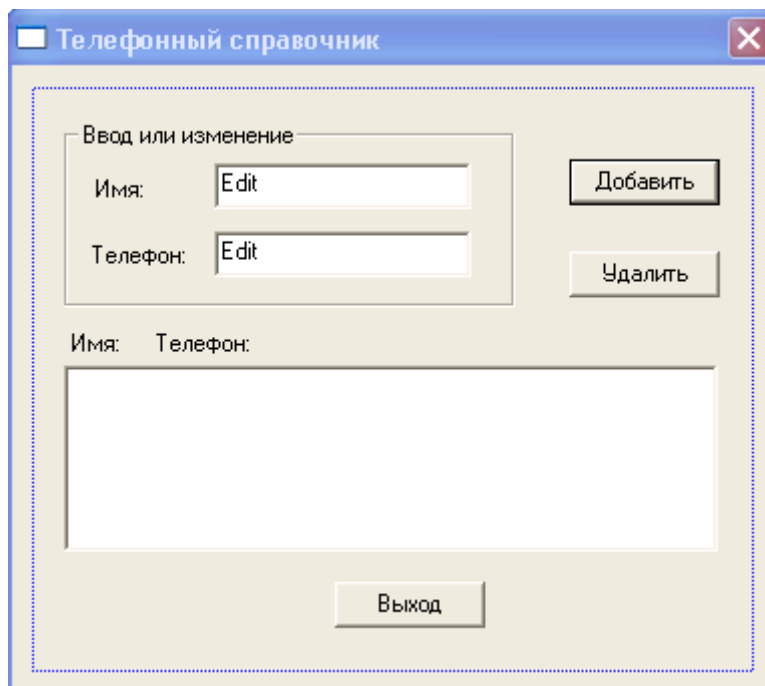 Телефонный справочник
Ввод или изменение
Имя: Edit
Добавить
Телефон: Edit
Удалить
Имя: Телефон:
Выход